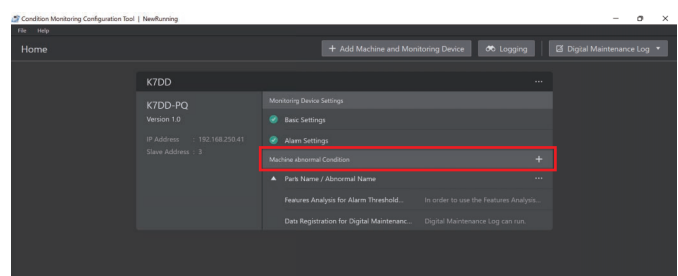 Condition Monitoring Configuration Tool | NewRunning
File Help
Home + Add Machine and Monitoring Device Logging Digital Maintenance Log
K7DD ...
K7DD-PQ
Version 1.0
IP Address : 192.168.250.41
Slave Address : 3
Monitoring Device Settings
Basic Settings
Alarm Settings
Machine abnormal Condition +
Parts Name / Abnormal Name ...
Features Analysis for Alarm Threshold... In order to use the Features Analysis...
Data Registration for Digital Maintenanc... Digital Maintenance Log can run.